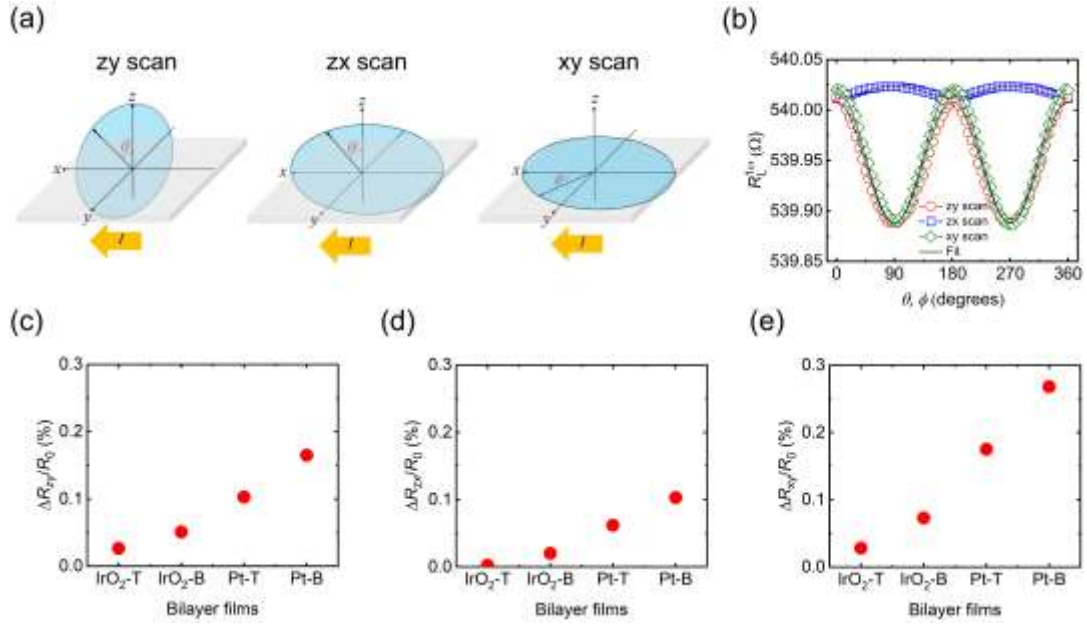 (a)
zy scan
zx scan
xy scan
z
x
y
θ
I
z
x
y
θ
I
z
x
y
I
(b)
540.05
540.00
539.95
539.90
539.85
zy scan
zx scan
xy scan
Fit
0 90 180 270 360
θ, ϕ (degrees)
(c)
0.3
0.2
0.1
0.0
ΔR_zy/R_0 (%)
IrO₂-T IrO₂-B Pt-T Pt-B
Bilayer films
(d)
0.3
0.2
0.1
0.0
ΔR_zx/R_0 (%)
IrO₂-T IrO₂-B Pt-T Pt-B
Bilayer films
(e)
0.3
0.2
0.1
0.0
ΔR_xy/R_0 (%)
IrO₂-T IrO₂-B Pt-T Pt-B
Bilayer films